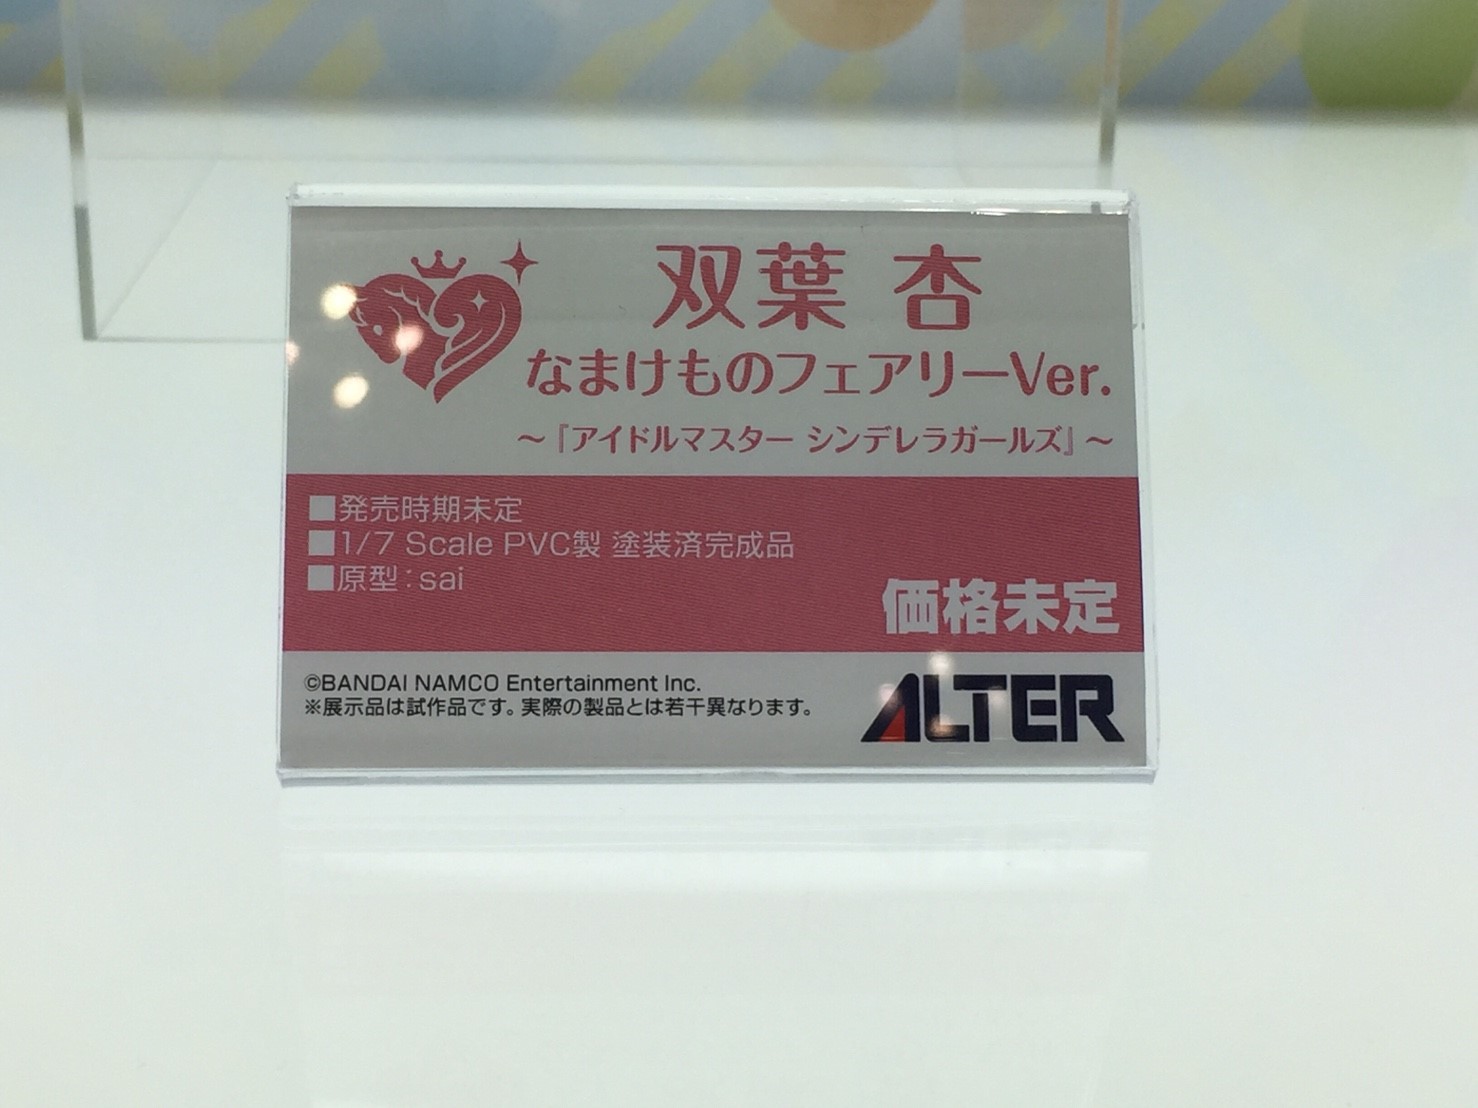 双葉 杏
なまけものフェアリーVer.
～『アイドルマスター シンデレラガールズ』～
■発売時期未定
■1/7 Scale PVC製 塗装済完成品
■原型：sai
価格未定
©BANDAI NAMCO Entertainment Inc.
※展示品は試作品です。実際の製品とは若干異なります。
ALTER